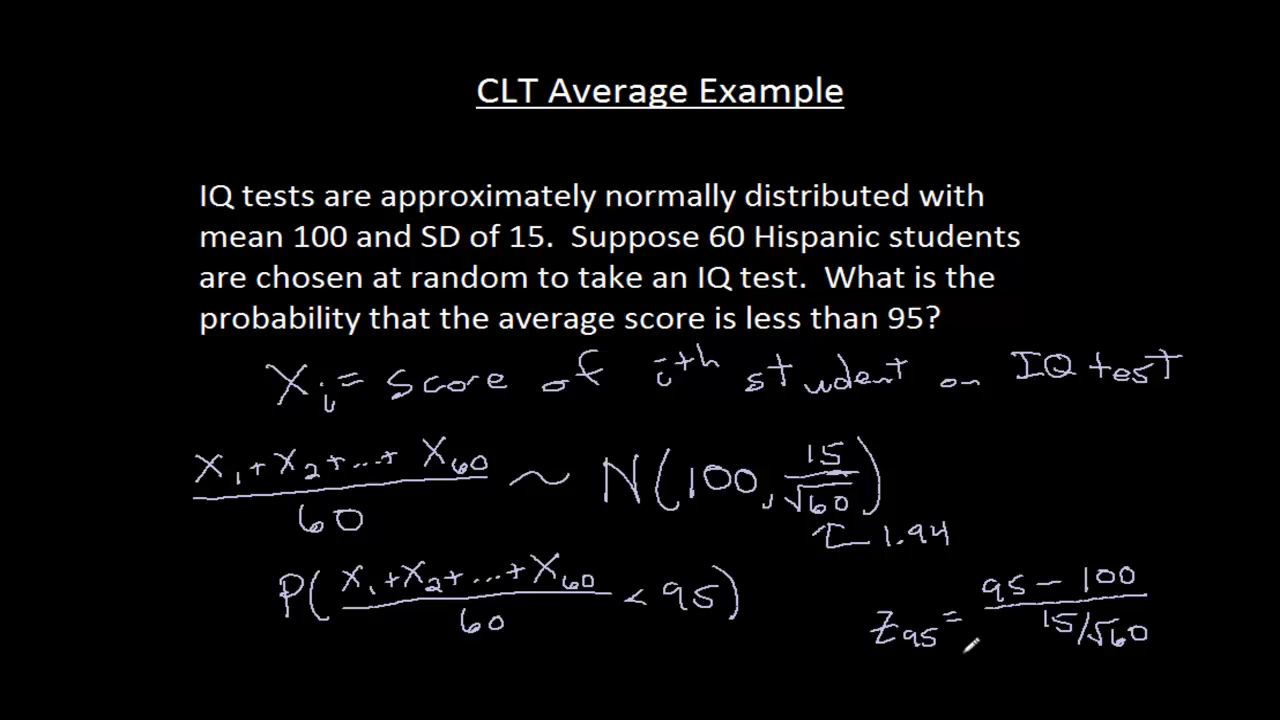 CLT Average Example
IQ tests are approximately normally distributed with
mean 100 and SD of 15. Suppose 60 Hispanic students
are chosen at random to take an IQ test. What is the
probability that the average score is less than 95?
Xi = score of ith student on IQ test
X1 + X2 + ... + X60 / 60 ~ N(100, 15/√60)
1.94
P(X1 + X2 + ... + X60 / 60 < 95)
Z95 = 95 - 100 / 15/√60